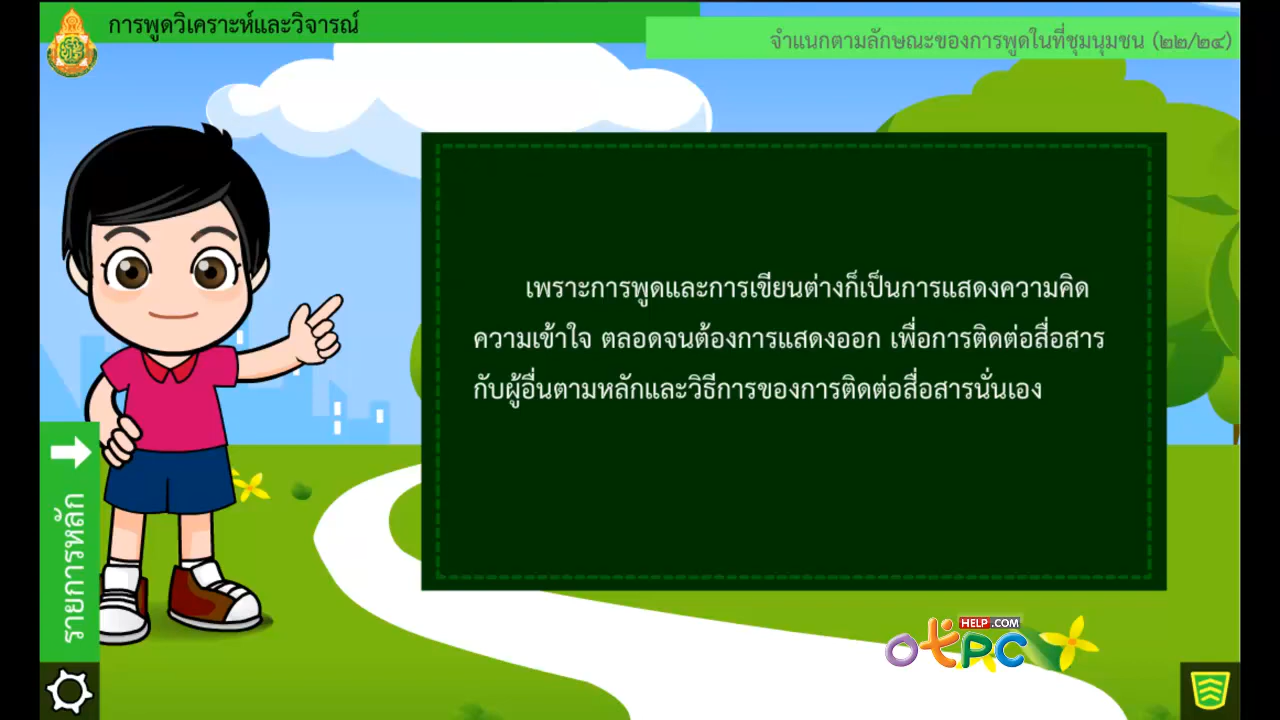 การพูดวิเคราะห์และวิจารณ์
จำแนกตามลักษณะของการพูดในที่ชุมนุมชน (๒๒/๒๔)
เพราะการพูดและการเขียนต่างก็เป็นการแสดงความคิด
ความเข้าใจ ตลอดจนต้องการแสดงออก เพื่อการติดต่อสื่อสาร
กับผู้อื่นตามหลักและวิธีการของการติดต่อสื่อสารนั่นเอง
รายการหลัก
HELP.COM
OTPC